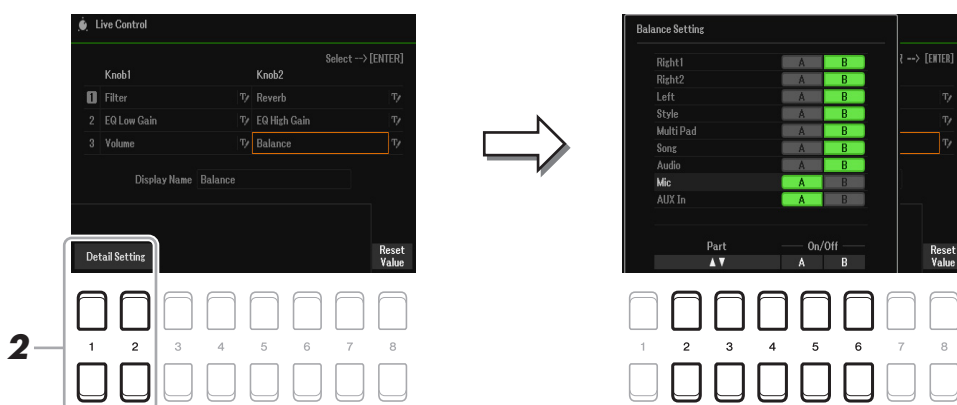 Live Control
Select --> [ENTER]
Knob1 Knob2
1 Filter T/ Reverb T/
2 EQ Low Gain T/ EQ High Gain T/
3 Volume T/ Balance T/
Display Name Balance
Detail Setting
Reset
Value
2
1 2 3 4 5 6 7 8
Balance Setting
--> [ENTER]
Right1 A B
Right2 A B
Left A B
Style A B
Multi Pad A B
Song A B
Audio A B
Mic A B
AUX In A B
T/
T/
T/
Part On/Off
▲▼ A B
Reset
Value
1 2 3 4 5 6 7 8